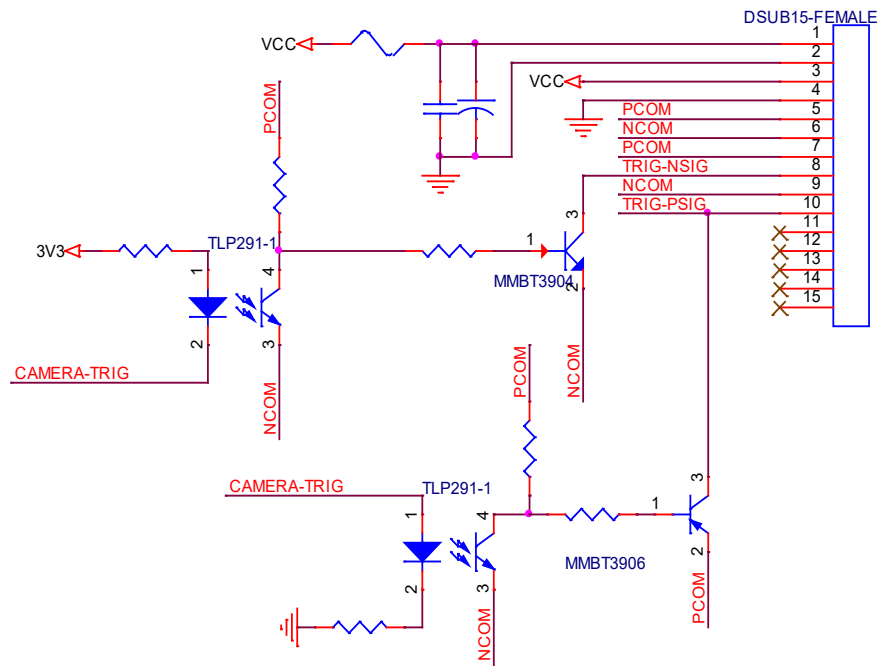 DSUB15-FEMALE
VCC
1
2
VCC
3
4
PCOM
5
NCOM
6
PCOM
7
TRIG-NSIG
8
NCOM
9
TRIG-PSIG
10
11
12
13
14
15
PCOM
3V3
TLP291-1
1
4
2
3
CAMERA-TRIG
NCOM
1
3
MMBT3904
2
NCOM
PCOM
CAMERA-TRIG
TLP291-1
1
4
2
3
NCOM
1
3
MMBT3906
2
PCOM